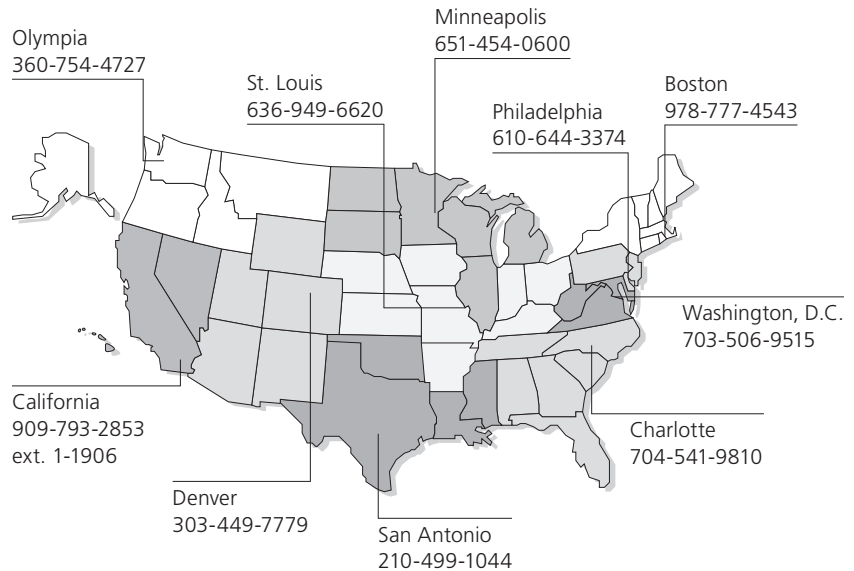 Minneapolis
651-454-0600
Olympia
360-754-4727
St. Louis
636-949-6620
Boston
978-777-4543
Philadelphia
610-644-3374
Washington, D.C.
703-506-9515
California
909-793-2853
ext. 1-1906
Charlotte
704-541-9810
Denver
303-449-7779
San Antonio
210-499-1044